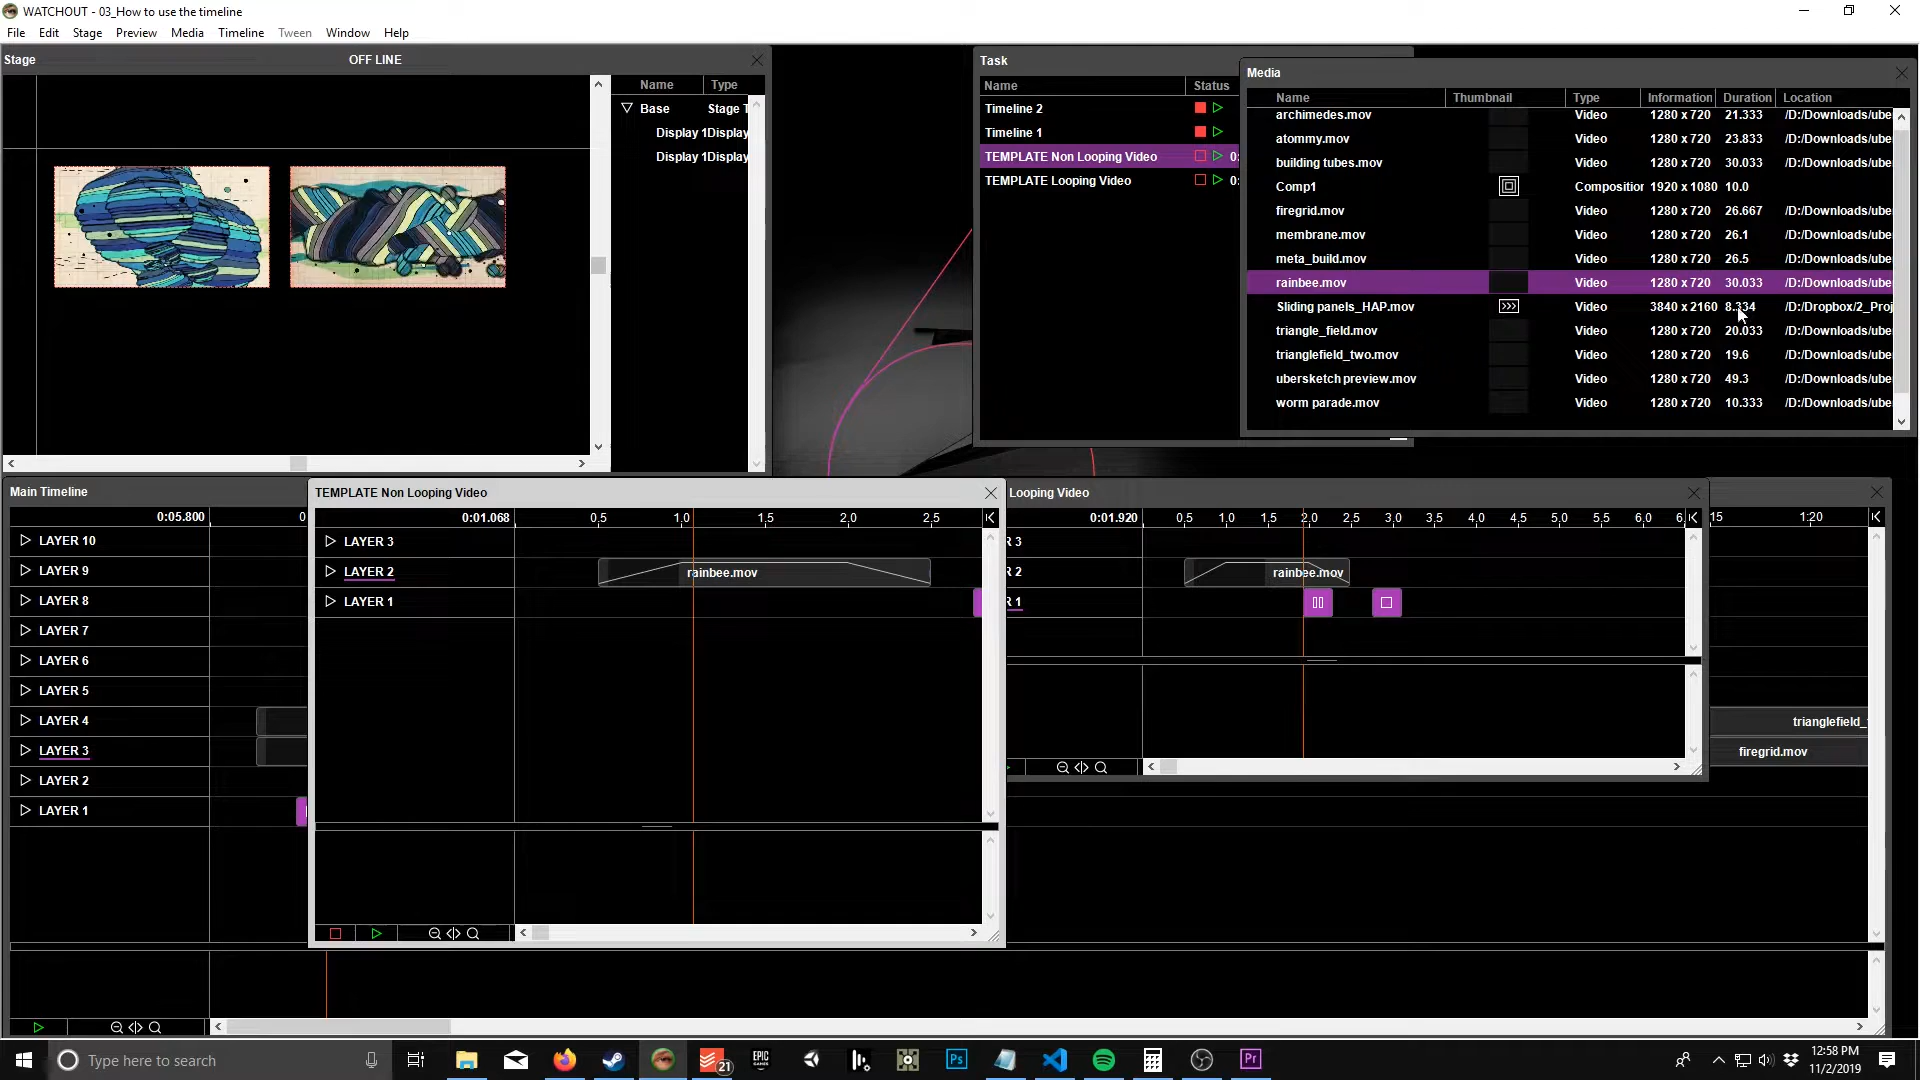 WATCHOUT - 03_How to use the timeline
File Edit Stage Preview Media Timeline Tween Window Help
Stage OFF LINE
Name Type
Base Stage T
Display 1Display
Display 1Display
Task
Name Status
Timeline 2
Timeline 1
TEMPLATE Non Looping Video 0:
TEMPLATE Looping Video 0:
Media
Name Thumbnail Type Information Duration Location
archimedes.mov Video 1280 x 720 21.333 /D:/Downloads/ube
atommy.mov Video 1280 x 720 23.833 /D:/Downloads/ube
building tubes.mov Video 1280 x 720 30.033 /D:/Downloads/ube
Comp1 Composition 1920 x 1080 10.0
firegrid.mov Video 1280 x 720 26.667 /D:/Downloads/ube
membrane.mov Video 1280 x 720 26.1 /D:/Downloads/ube
meta_build.mov Video 1280 x 720 26.5 /D:/Downloads/ube
rainbee.mov Video 1280 x 720 30.033 /D:/Downloads/ube
Sliding panels_HAP.mov Video 3840 x 2160 8.334 /D:/Dropbox/2_Proj
triangle_field.mov Video 1280 x 720 20.033 /D:/Downloads/ube
trianglefield_two.mov Video 1280 x 720 19.6 /D:/Downloads/ube
ubersketch preview.mov Video 1280 x 720 49.3 /D:/Downloads/ube
worm parade.mov Video 1280 x 720 10.333 /D:/Downloads/ube
Main Timeline
0:05.800 0
LAYER 10
LAYER 9
LAYER 8
LAYER 7
LAYER 6
LAYER 5
LAYER 4
LAYER 3
LAYER 2
LAYER 1
TEMPLATE Non Looping Video
0:01.068 0.5 1.0 1.5 2.0 2.5
LAYER 3
LAYER 2 rainbee.mov
LAYER 1
Looping Video
0:01.920 0.5 1.0 1.5 2.0 2.5 3.0 3.5 4.0 4.5 5.0 5.5 6.0 6.
R 3
R 2 rainbee.mov
R 1
15 1:20
trianglefield_
firegrid.mov
Type here to search
21
EPIC GAMES
Ps
Pr
12:58 PM
11/2/2019